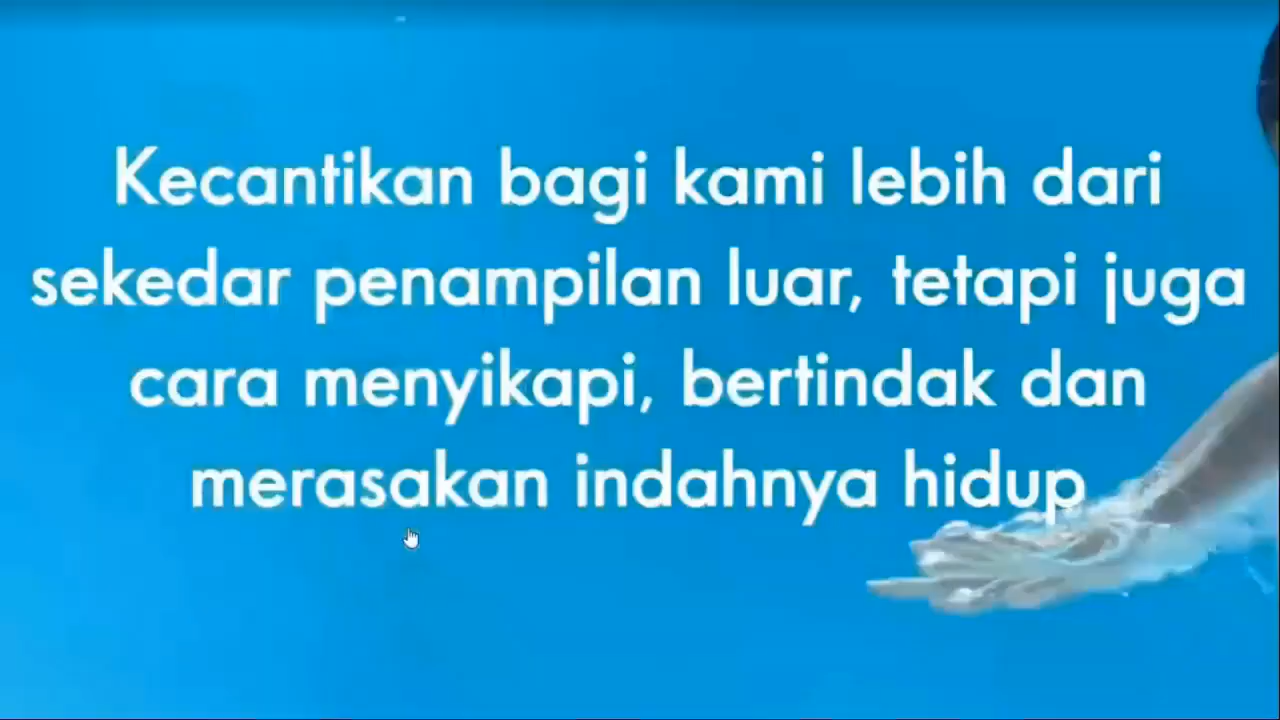 Kecantikan bagi kami lebih dari
sekedar penampilan luar, tetapi juga
cara menyikapi, bertindak dan
merasakan indahnya hidup